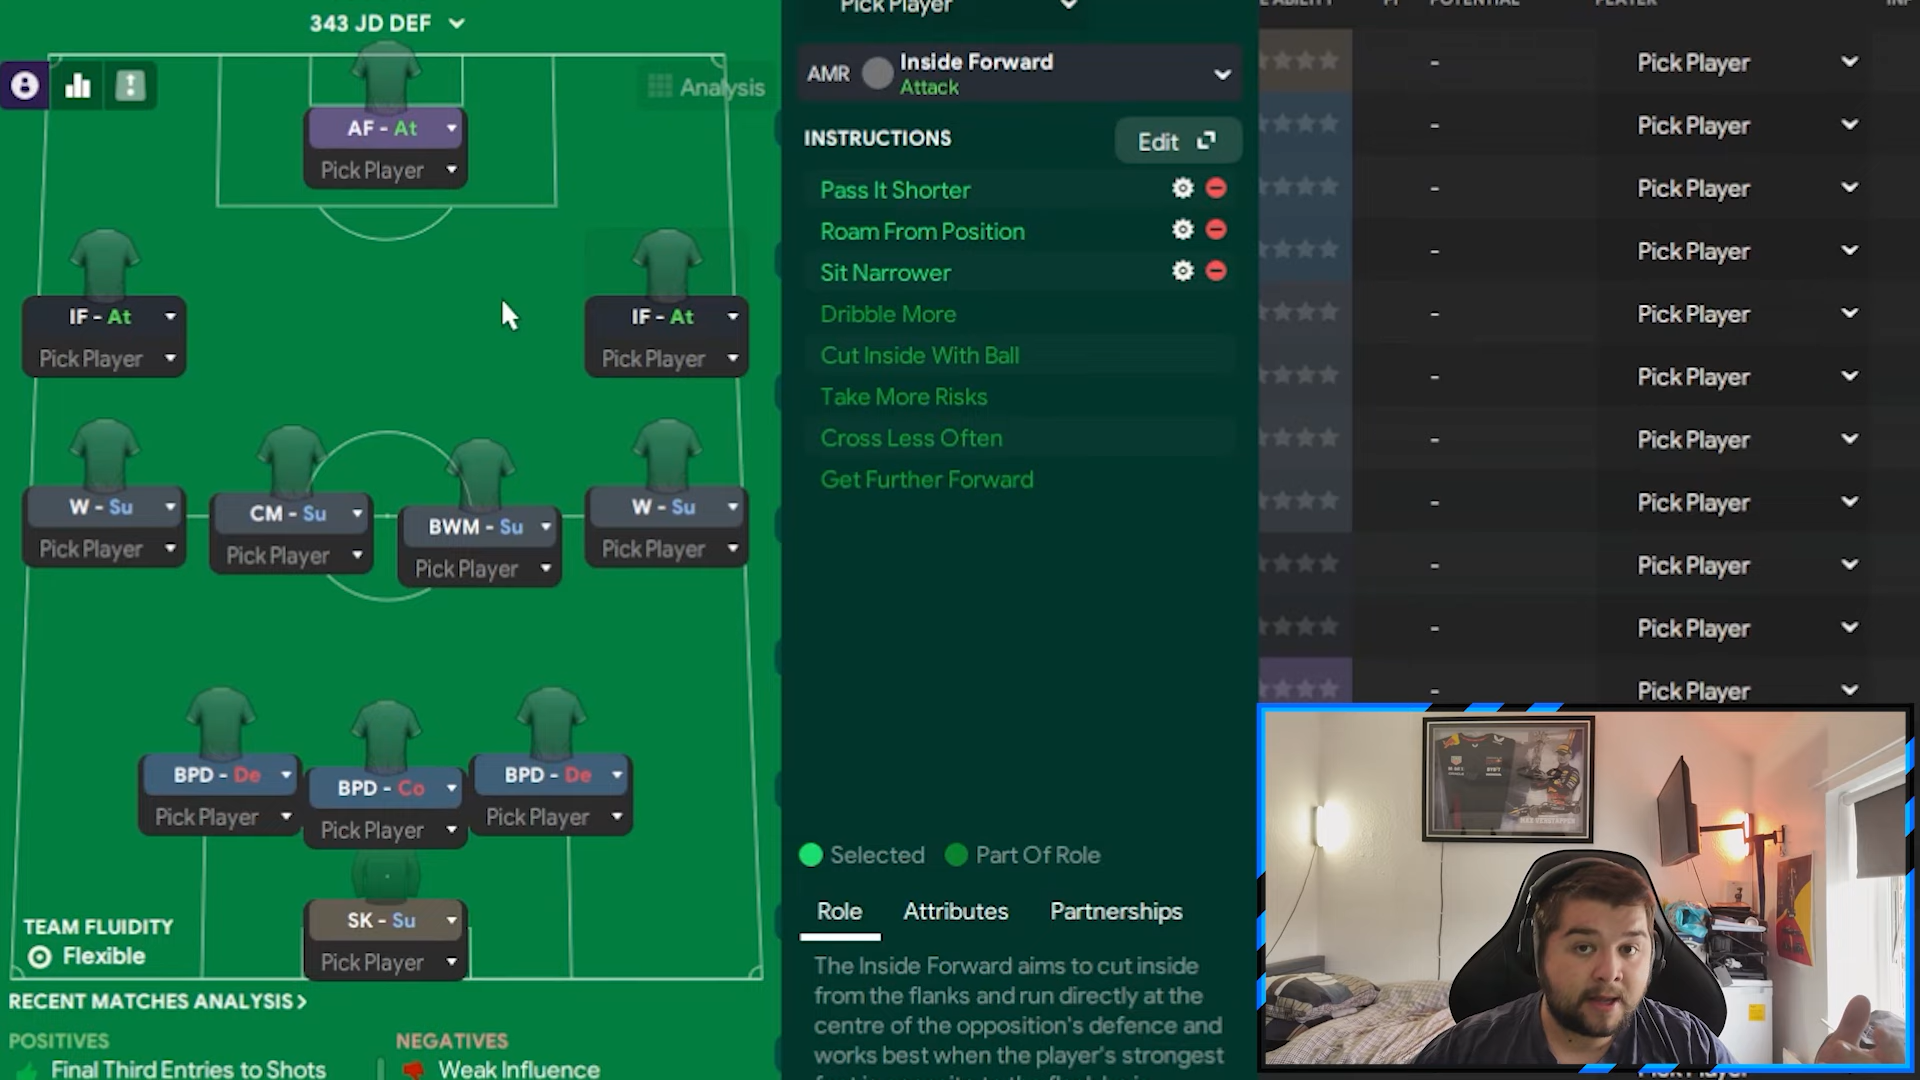 343 JD DEF
Analysis
AF - At
Pick Player
IF - At
Pick Player
IF - At
Pick Player
W - Su
Pick Player
CM - Su
Pick Player
BWM - Su
Pick Player
W - Su
Pick Player
BPD - De
Pick Player
BPD - Co
Pick Player
BPD - De
Pick Player
SK - Su
Pick Player
TEAM FLUIDITY
Flexible
RECENT MATCHES ANALYSIS
POSITIVES
Final Third Entries to Shots
NEGATIVES
Weak Influence
Pick Player
AMR
Inside Forward
Attack
INSTRUCTIONS
Edit
Pass It Shorter
Roam From Position
Sit Narrower
Dribble More
Cut Inside With Ball
Take More Risks
Cross Less Often
Get Further Forward
Selected
Part Of Role
Role
Attributes
Partnerships
The Inside Forward aims to cut inside
from the flanks and run directly at the
centre of the opposition's defence and
works best when the player's strongest
POTENTIAL
PLAYER
- Pick Player
- Pick Player
- Pick Player
- Pick Player
- Pick Player
- Pick Player
- Pick Player
- Pick Player
- Pick Player
- Pick Player
- Pick Player